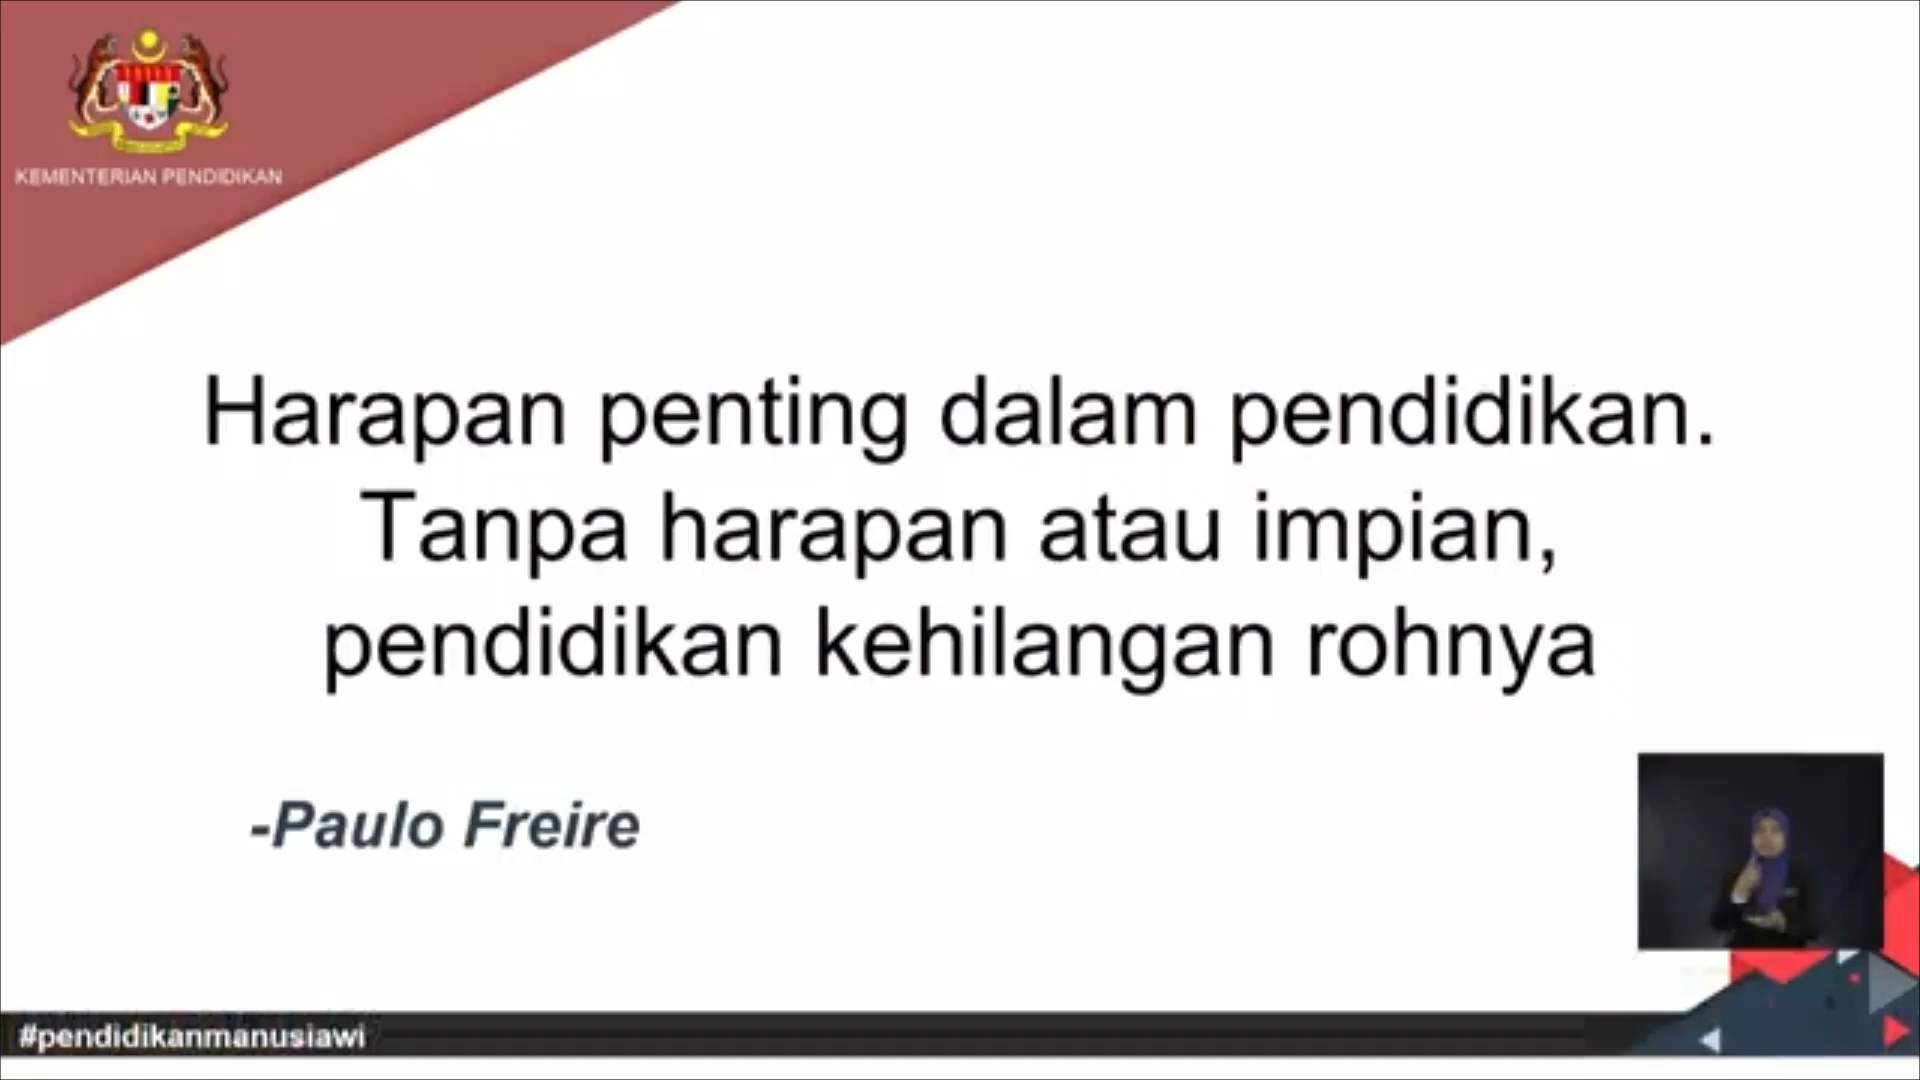 KEMENTERIAN PENDIDIKAN
Harapan penting dalam pendidikan.
Tanpa harapan atau impian,
pendidikan kehilangan rohnya
-Paulo Freire
#pendidikanmanusiawi